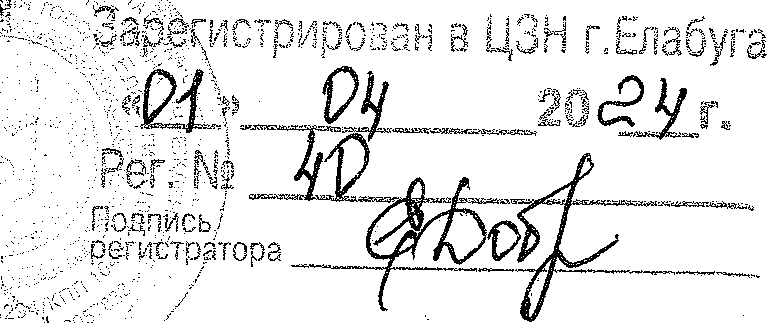 Зарегистрирован в ЦЗН г.Елабуга
«01» 04 2024 г.
Рег. № 40
Подпись
регистратора